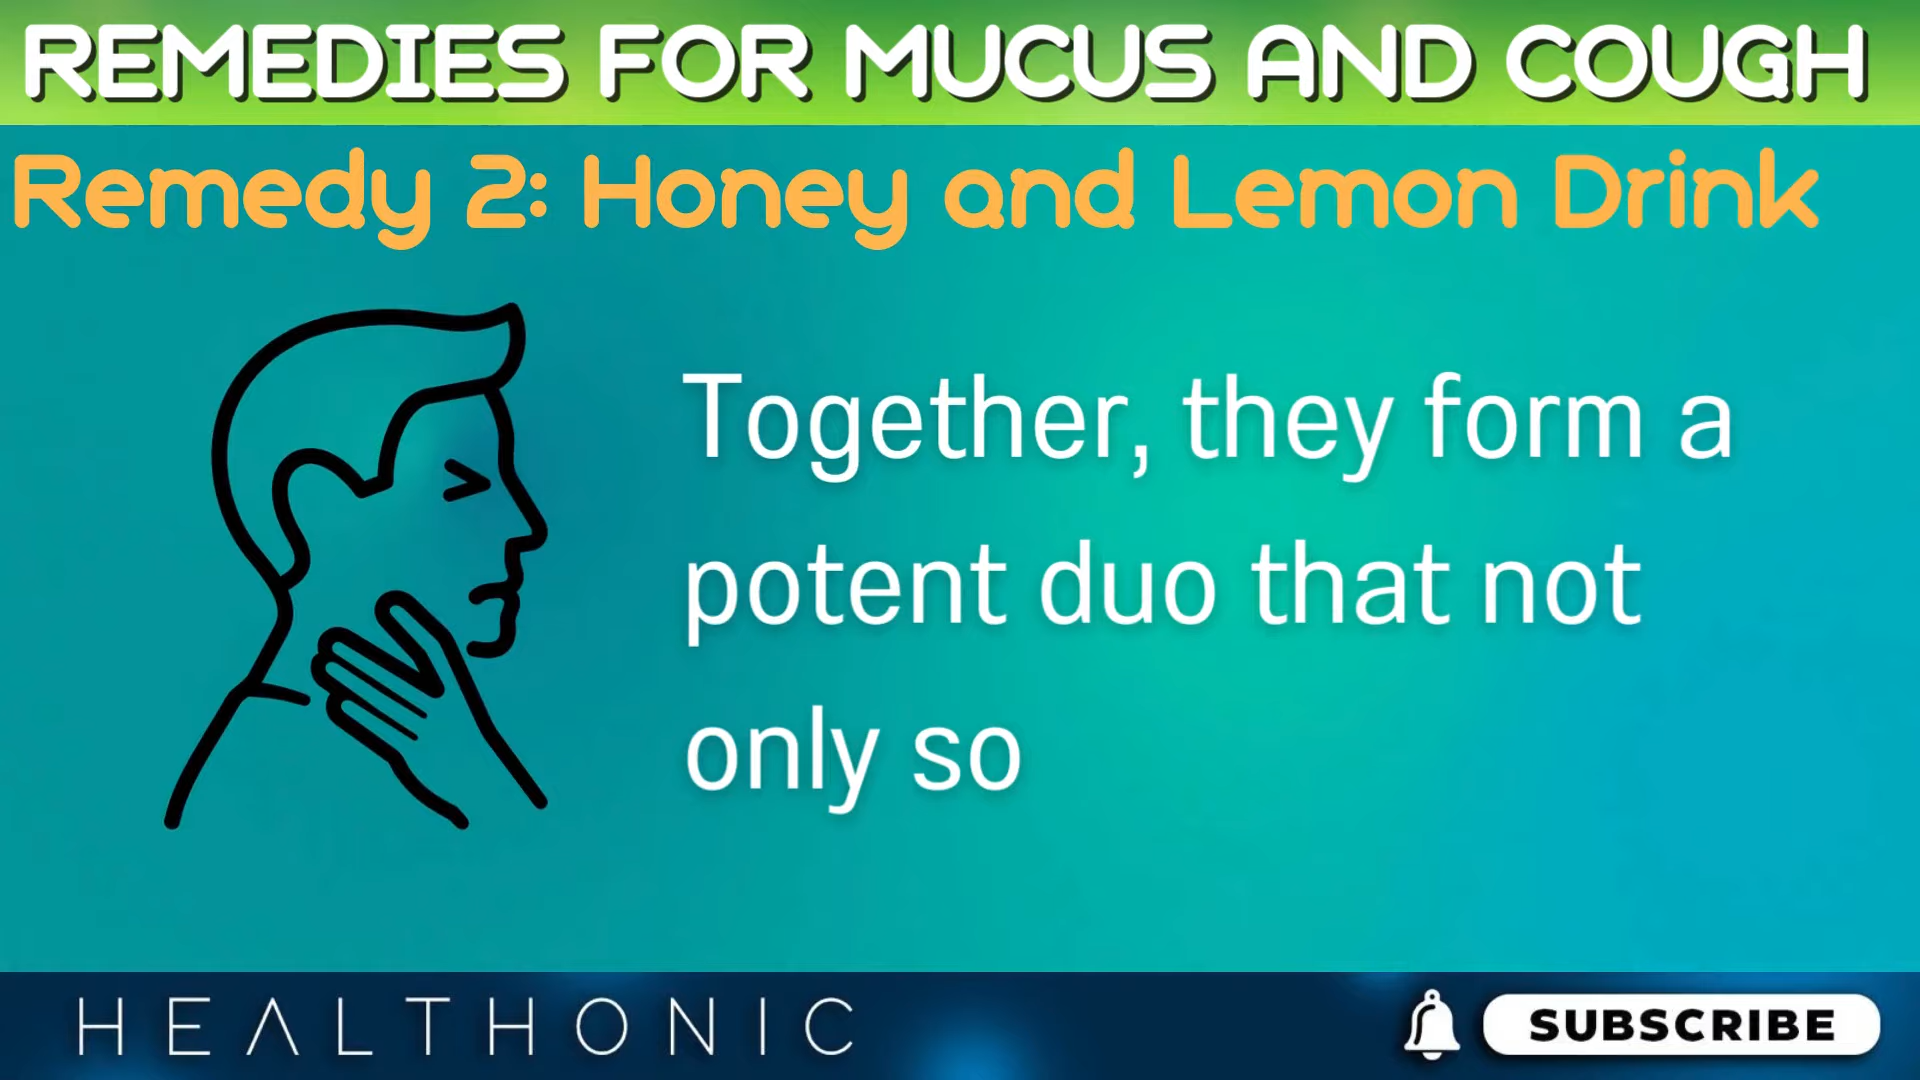 REMEDIES FOR MUCUS AND COUGH
Remedy 2: Honey and Lemon Drink
Together, they form a
potent duo that not
only so
HEALTHONIC
SUBSCRIBE